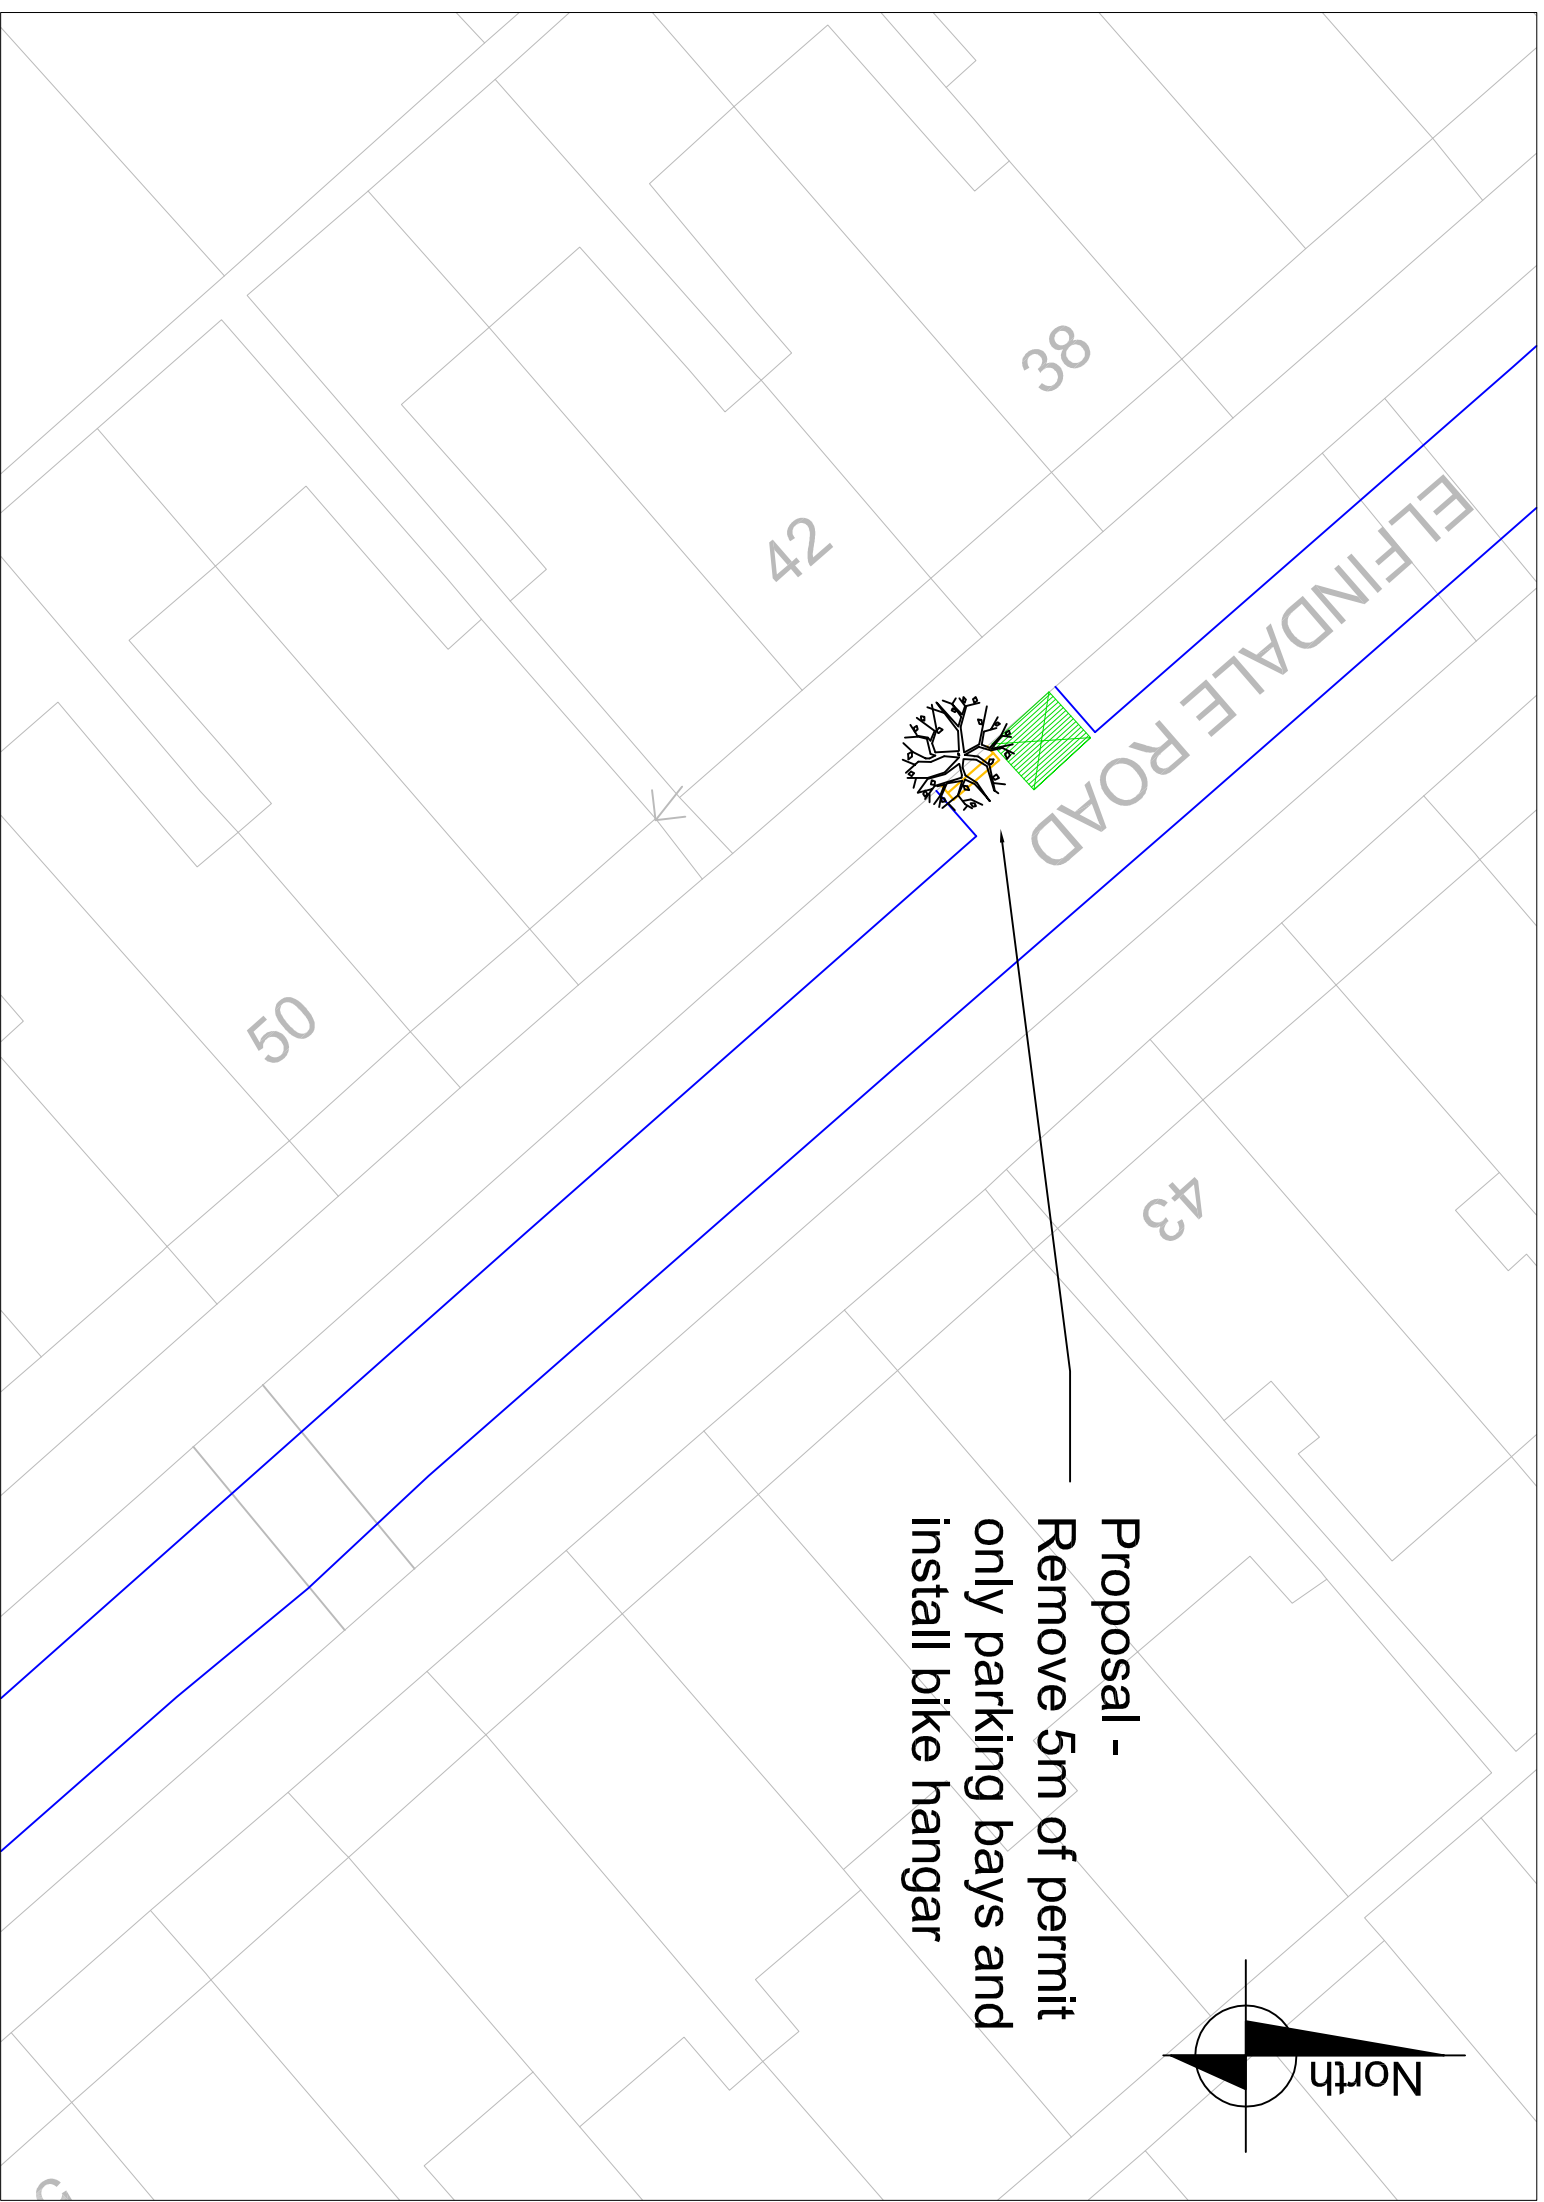 Proposal -
Remove 5m of permit
only parking bays and
install bike hangar
North
ELFINDALE ROAD
38
42
50
43